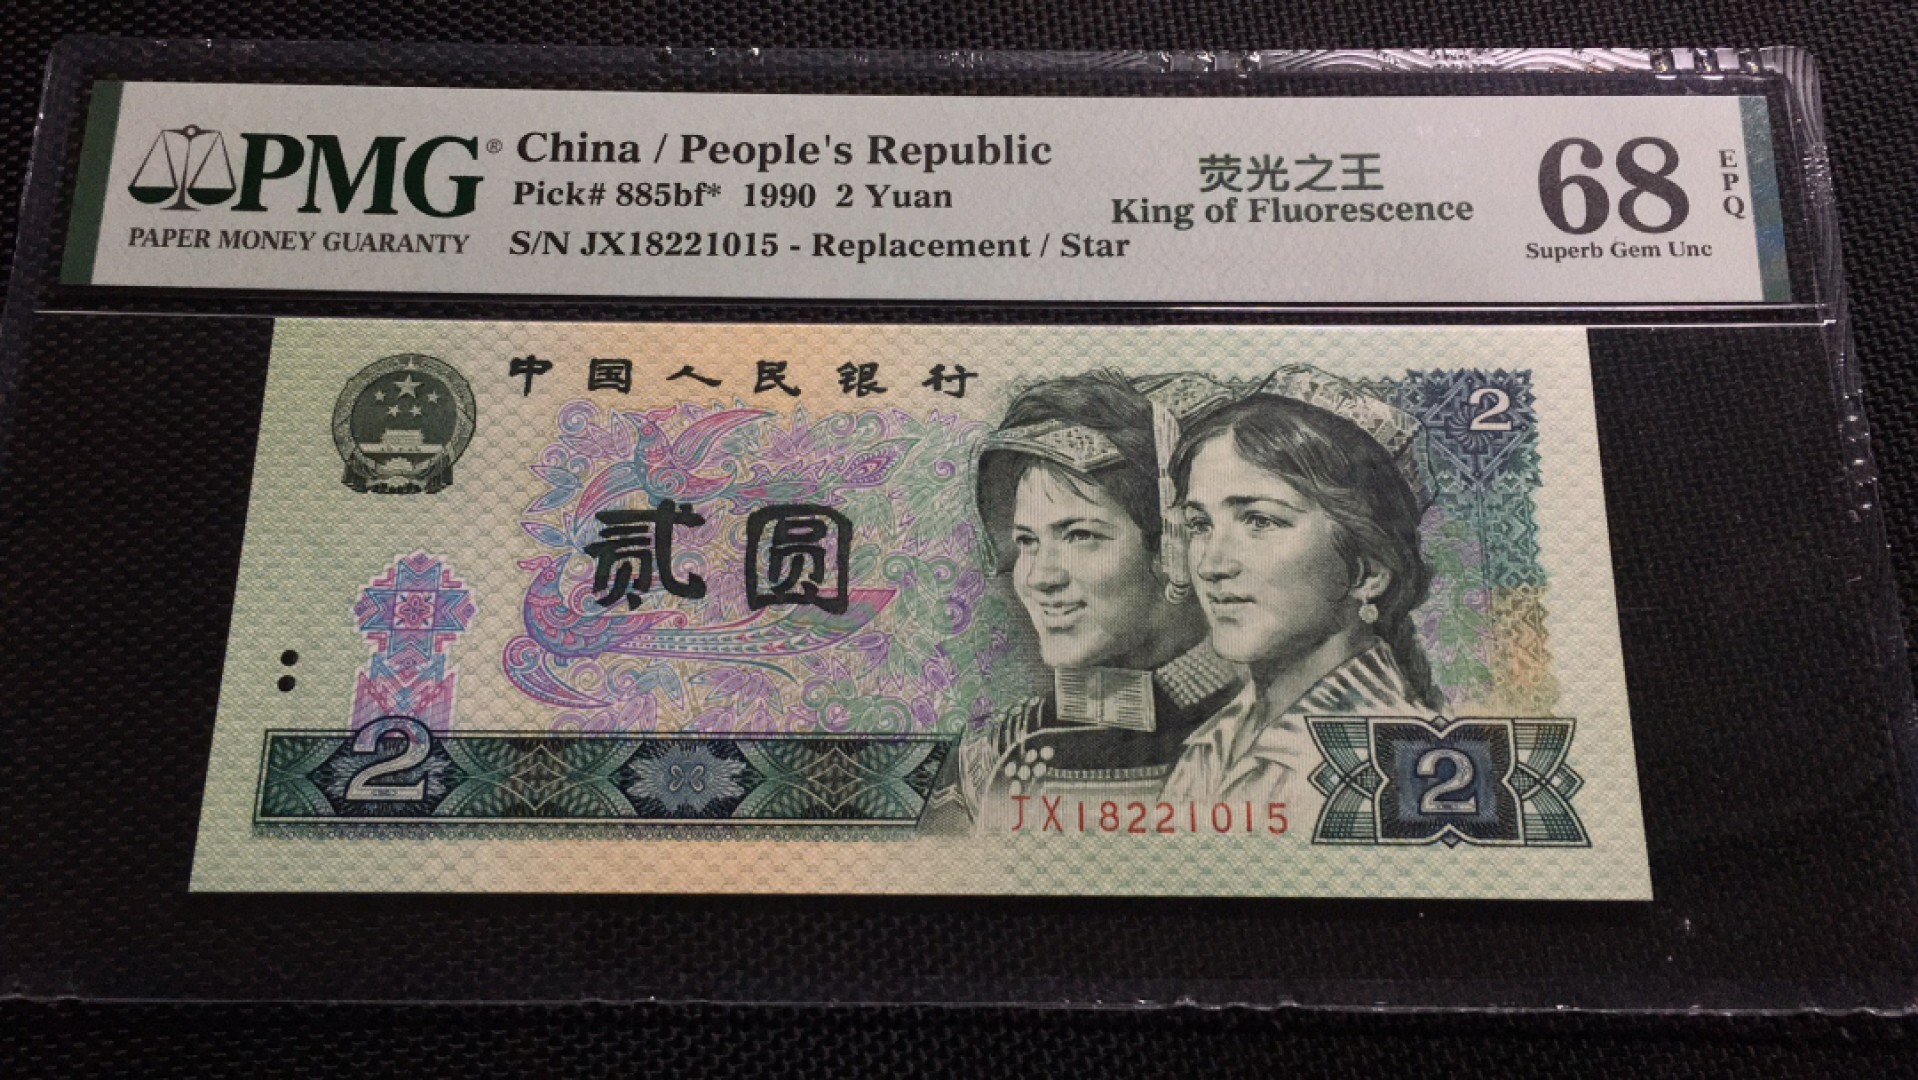 PMG®
PAPER MONEY GUARANTY
China / People's Republic
Pick# 885bf* 1990 2 Yuan
S/N JX18221015 - Replacement / Star
荧光之王
King of Fluorescence
68
EPQ
Superb Gem Unc
中国人民银行
2
贰圆
2
JX18221015
2